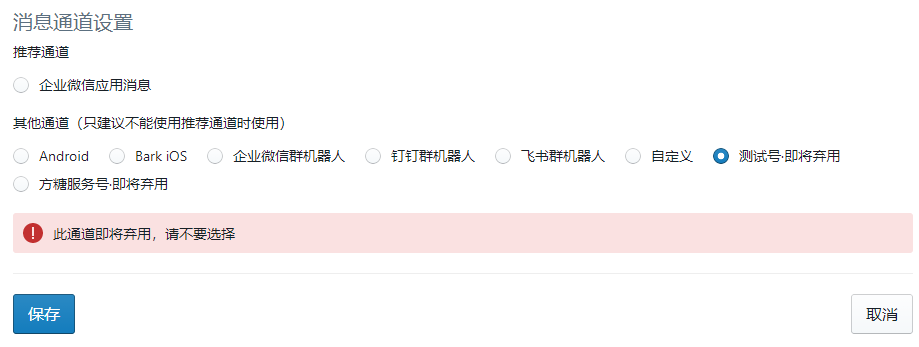 消息通道设置
推荐通道
企业微信应用消息
其他通道（只建议不能使用推荐通道时使用）
Android Bark iOS 企业微信群机器人 钉钉群机器人 飞书群机器人 自定义 测试号·即将弃用
方糖服务号·即将弃用
此通道即将弃用，请不要选择
保存 取消